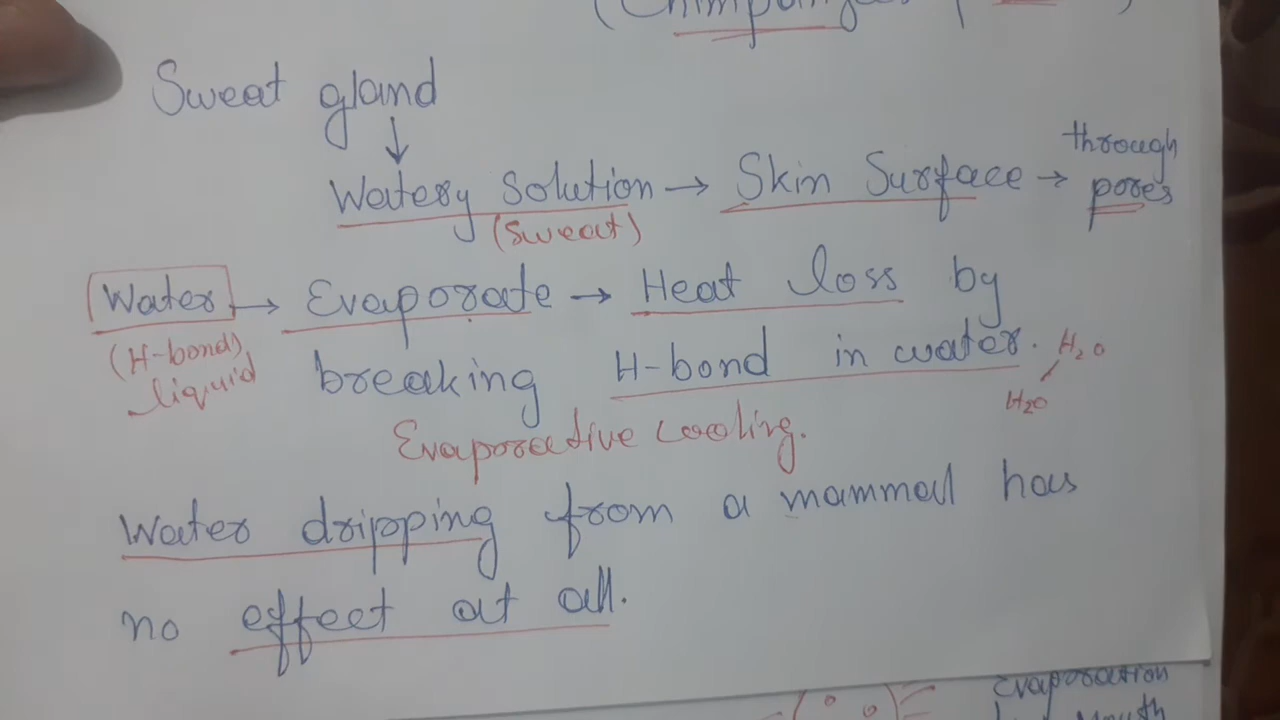 Sweat gland
↓
Watery Solution → Skin Surface → through pores
(Sweat)
Water → Evaporate → Heat loss by
(H-bond) liquid
breaking H-bond in water.
H₂O
H₂O
Evaporative cooling.
Water dripping from a mammal has
no effect at all.
Evaporation
Mouth